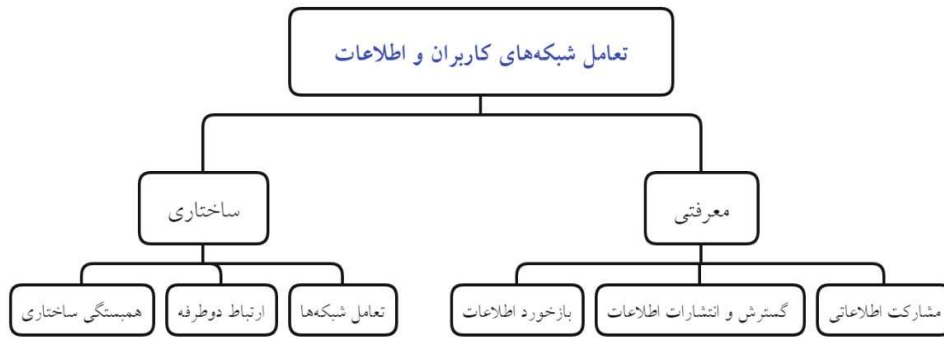 تعامل شبکه‌های کاربران و اطلاعات
معرفتی
ساختاری
مشارکت اطلاعاتی
گسترش و انتشارات اطلاعات
بازخورد اطلاعات
تعامل شبکه‌ها
ارتباط دوطرفه
همبستگی ساختاری